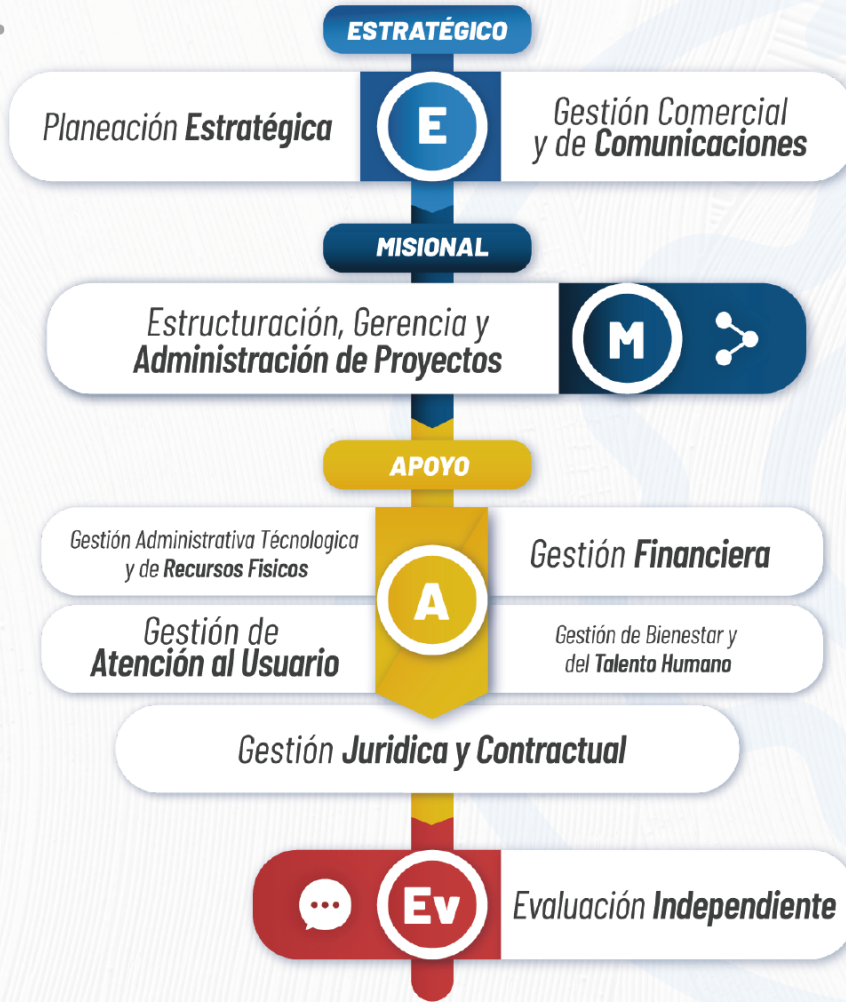 ESTRATÉGICO
Planeación Estratégica
E
Gestión Comercial
y de Comunicaciones
MISIONAL
Estructuración, Gerencia y
Administración de Proyectos
M
APOYO
Gestión Administrativa Técnologica
y de Recursos Fisicos
A
Gestión Financiera
Gestión de
Atención al Usuario
Gestión de Bienestar y
del Talento Humano
Gestión Juridica y Contractual
Ev
Evaluación Independiente